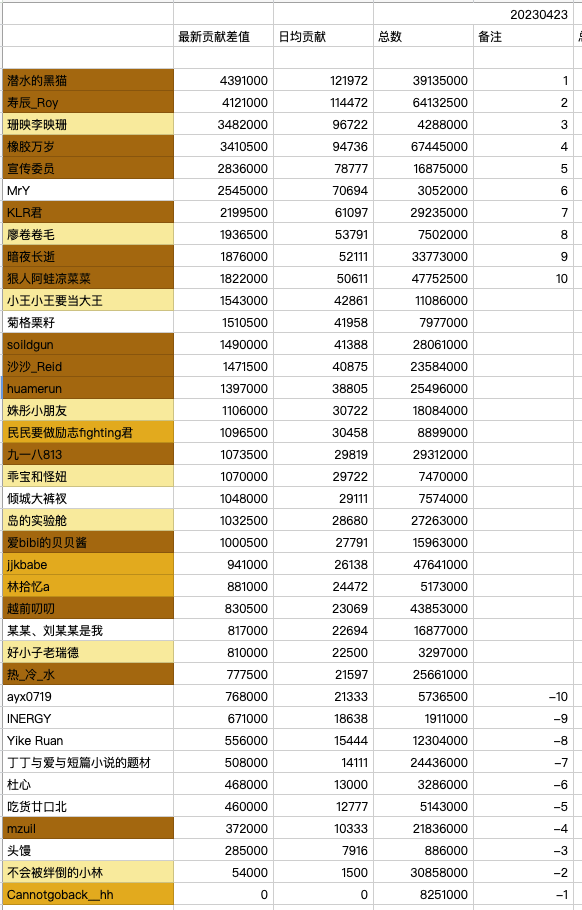 20230423
最新贡献差值 日均贡献 总数 备注
潜水的黑猫 4391000 121972 39135000 1
寿辰_Roy 4121000 114472 64132500 2
珊映李映珊 3482000 96722 4288000 3
橡胶万岁 3410500 94736 67445000 4
宣传委员 2836000 78777 16875000 5
MrY 2545000 70694 3052000 6
KLR君 2199500 61097 29235000 7
廖卷卷毛 1936500 53791 7502000 8
暗夜长逝 1876000 52111 33773000 9
狠人阿蛙凉菜菜 1822000 50611 47752500 10
小王小王要当大王 1543000 42861 11086000
菊格栗籽 1510500 41958 7977000
soildgun 1490000 41388 28061000
沙沙_Reid 1471500 40875 23584000
huamerun 1397000 38805 25496000
姝彤小朋友 1106000 30722 18084000
民民要做励志fighting君 1096500 30458 8899000
九一八813 1073500 29819 29312000
乖宝和怪妞 1070000 29722 7470000
倾城大裤衩 1048000 29111 7574000
岛的实验舱 1032500 28680 27263000
爱bibi的贝贝酱 1000500 27791 15963000
jjkbabe 941000 26138 47641000
林拾忆a 881000 24472 5173000
越前叨叨 830500 23069 43853000
某某、刘某某是我 817000 22694 16877000
好小子老瑞德 810000 22500 3297000
热_冷_水 777500 21597 25661000
ayx0719 768000 21333 5736500 −10
INERGY 671000 18638 1911000 −9
Yike Ruan 556000 15444 12304000 −8
丁丁与爱与短篇小说的题材 508000 14111 24436000 −7
杜心 468000 13000 3286000 −6
吃货廿口北 460000 12777 5143000 −5
mzuil 372000 10333 21836000 −4
头馒 285000 7916 886000 −3
不会被绊倒的小林 54000 1500 30858000 −2
Cannotgoback__hh 0 0 8251000 −1